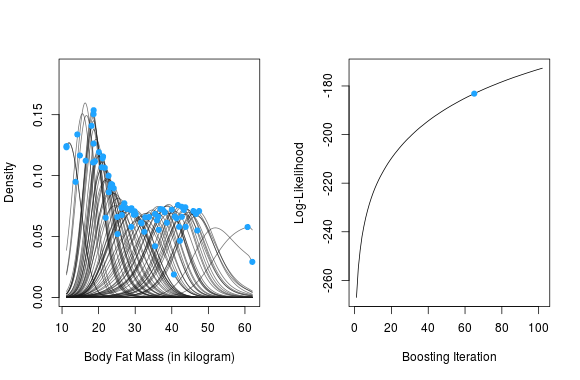 Density
0.00 0.05 0.10 0.15
10 20 30 40 50 60
Body Fat Mass (in kilogram)
Log-Likelihood
-260 -240 -220 -200 -180
0 20 40 60 80 100
Boosting Iteration